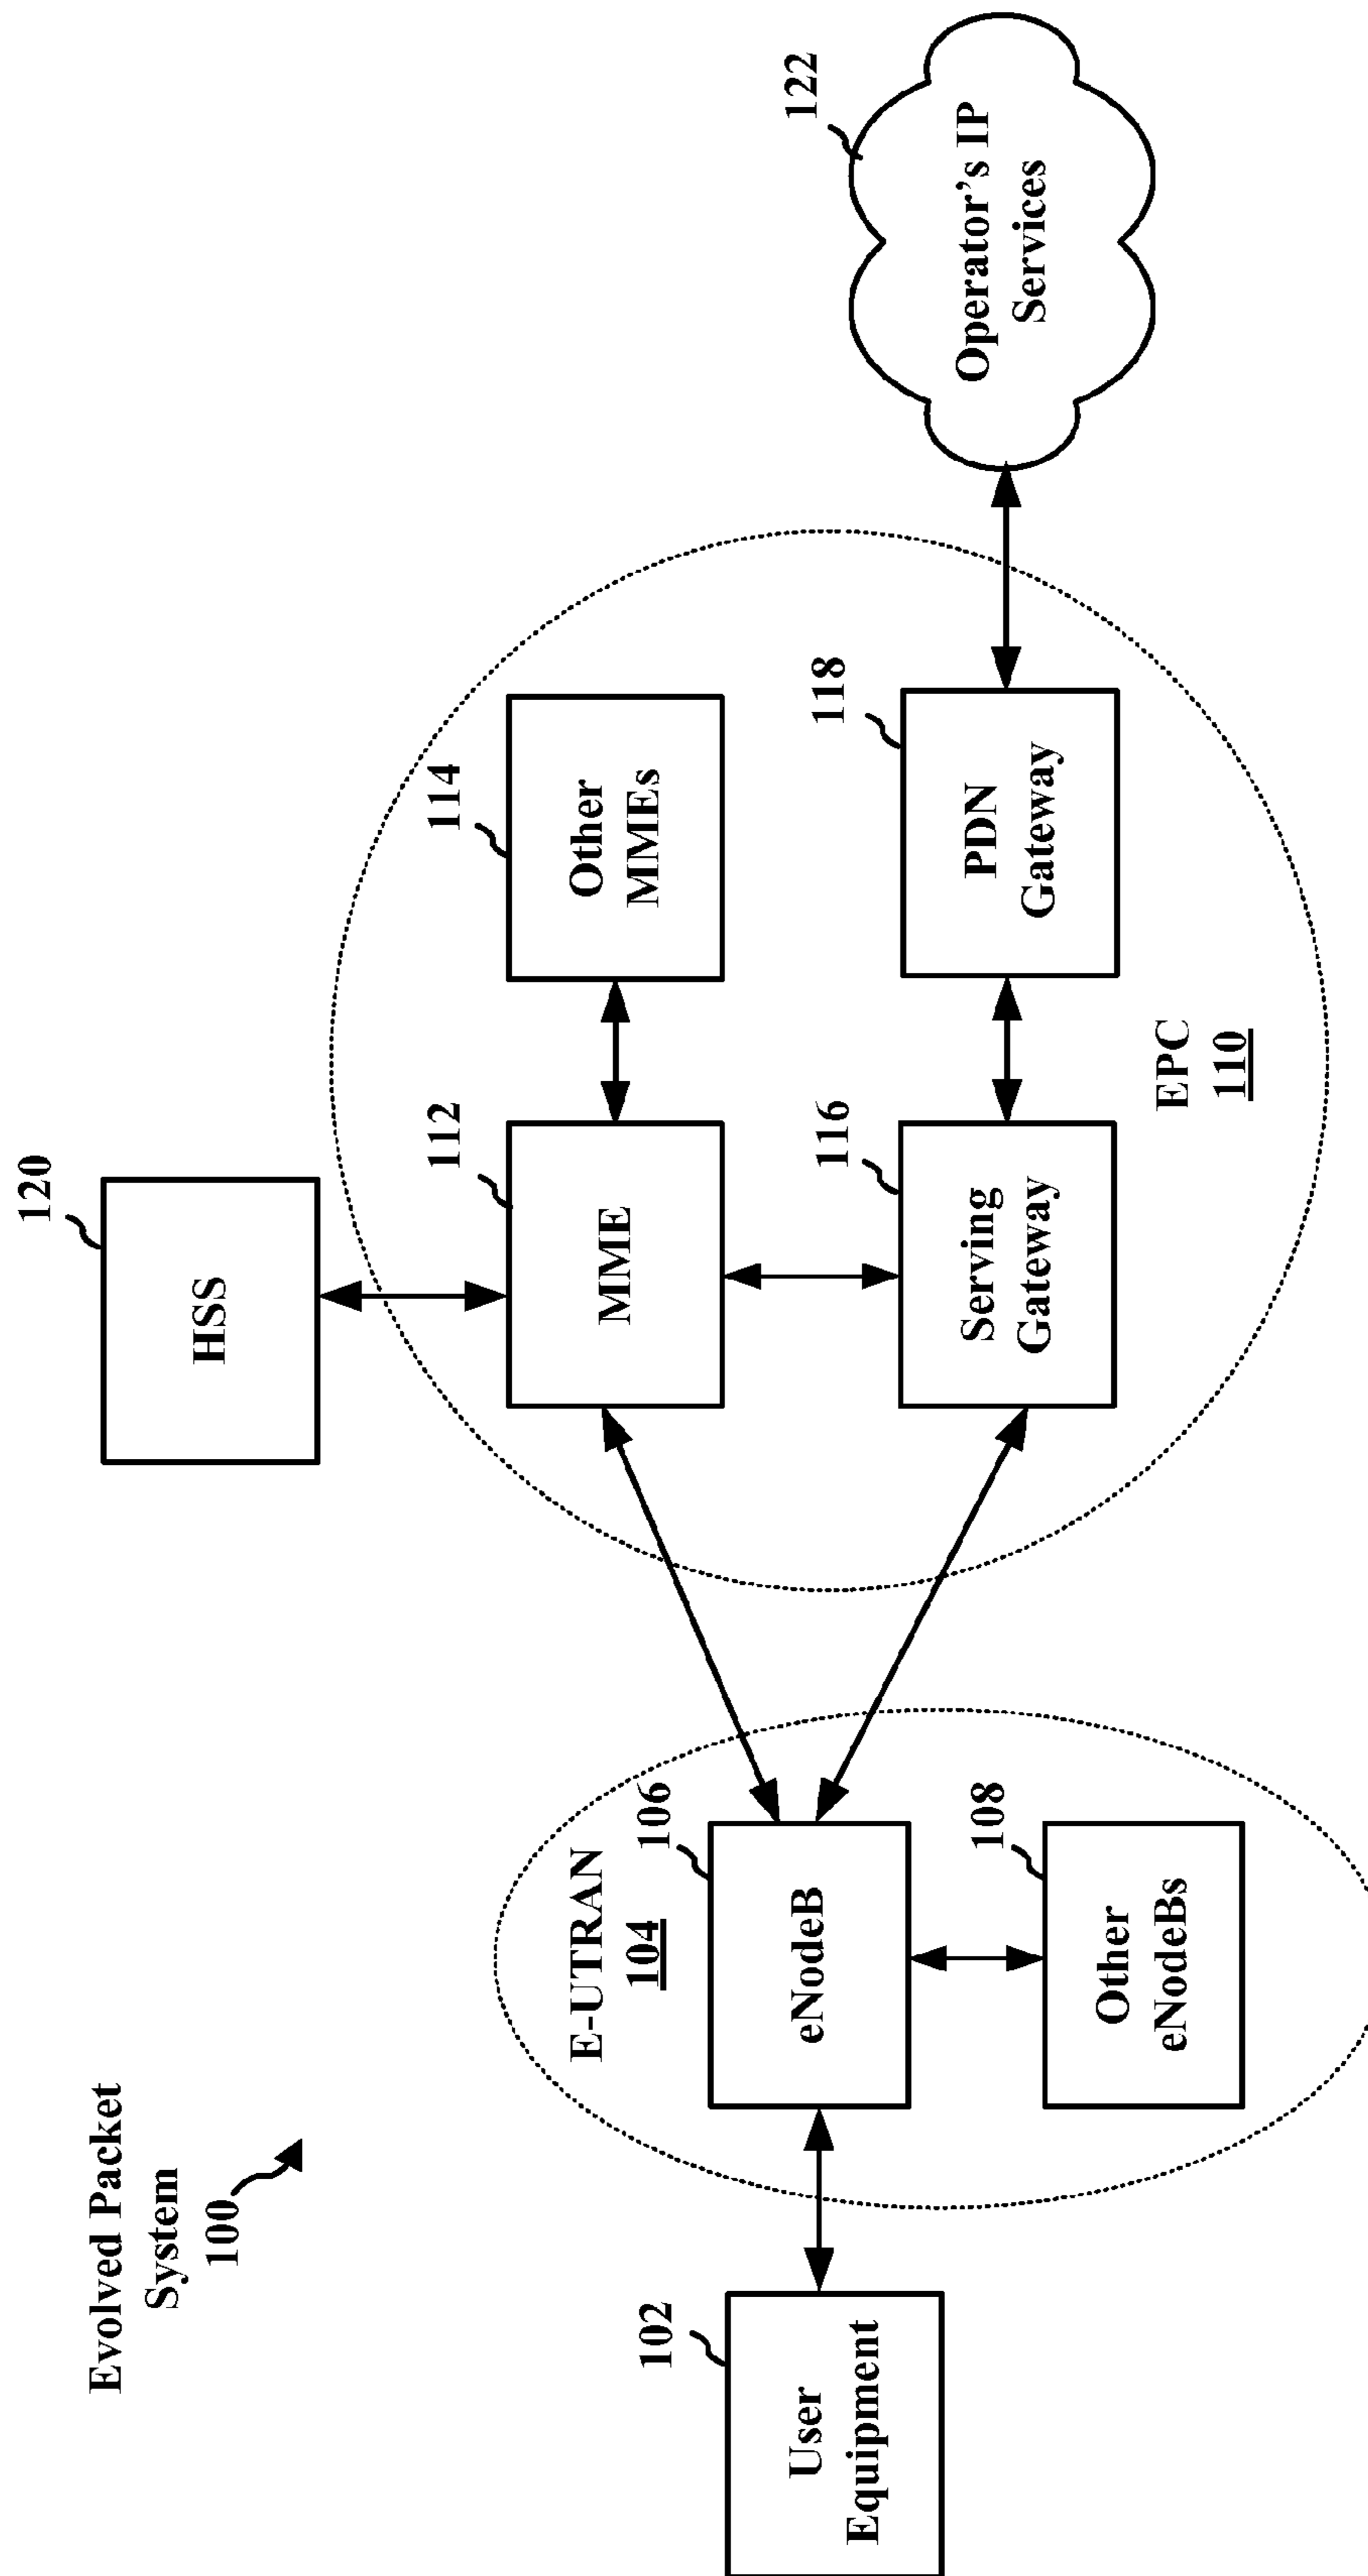 Evolved Packet
System
100
120
HSS
E-UTRAN
104
112
MME
114
Other
MMEs
102
User
Equipment
106
eNodeB
116
Serving
Gateway
118
PDN
Gateway
122
Operator's IP
Services
108
Other
eNodeBs
EPC
110